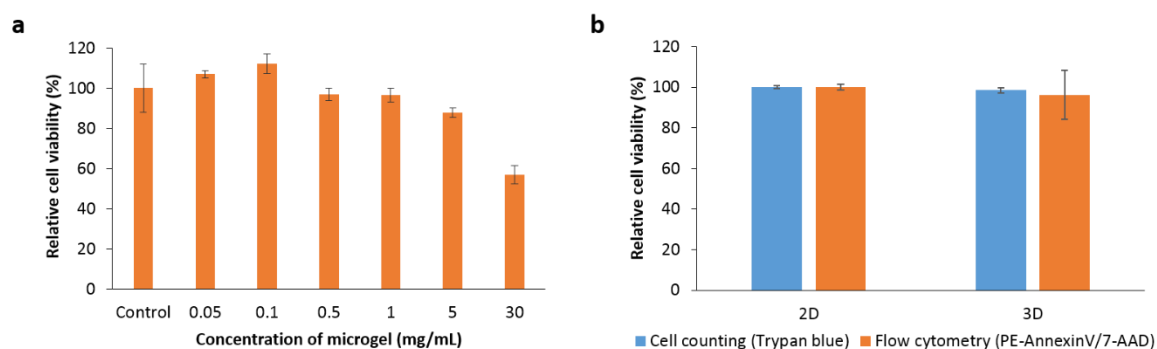 a
Relative cell viability (%)
120
100
80
60
40
20
0
Control 0.05 0.1 0.5 1 5 30
Concentration of microgel (mg/mL)
b
Relative cell viability (%)
120
100
80
60
40
20
0
2D 3D
Cell counting (Trypan blue) Flow cytometry (PE-AnnexinV/7-AAD)